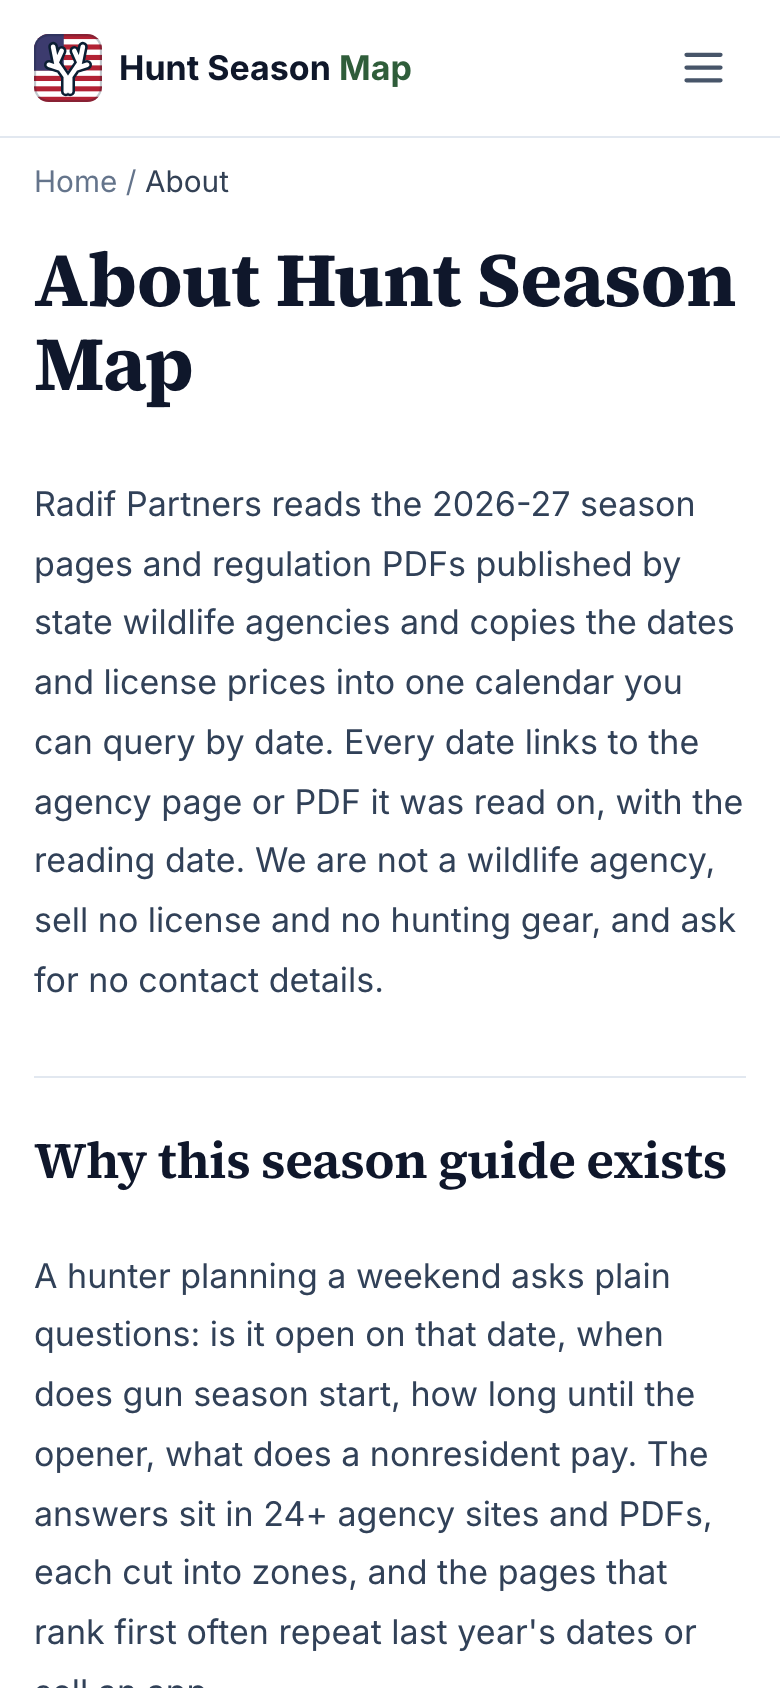 Hunt Season Map
Home / About
About Hunt Season
Map
Radif Partners reads the 2026-27 season
pages and regulation PDFs published by
state wildlife agencies and copies the dates
and license prices into one calendar you
can query by date. Every date links to the
agency page or PDF it was read on, with the
reading date. We are not a wildlife agency,
sell no license and no hunting gear, and ask
for no contact details.
Why this season guide exists
A hunter planning a weekend asks plain
questions: is it open on that date, when
does gun season start, how long until the
opener, what does a nonresident pay. The
answers sit in 24+ agency sites and PDFs,
each cut into zones, and the pages that
rank first often repeat last year's dates or
sell an app.